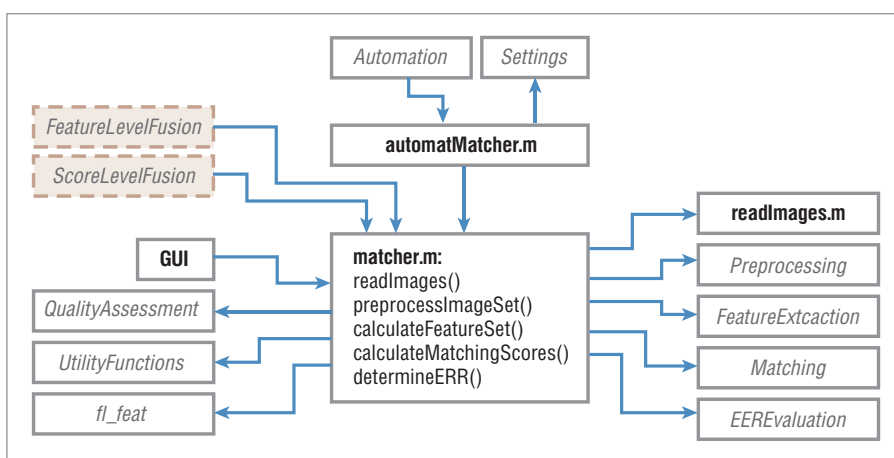 Automation
Settings
FeatureLevelFusion
automatMatcher.m
ScoreLevelFusion
readImages.m
GUI
matcher.m:
readImages()
preprocessImageSet()
calculateFeatureSet()
calculateMatchingScores()
determineERR()
Preprocessing
QualityAssessment
FeatureExtcaction
UtilityFunctions
Matching
fl_feat
EEREvaluation